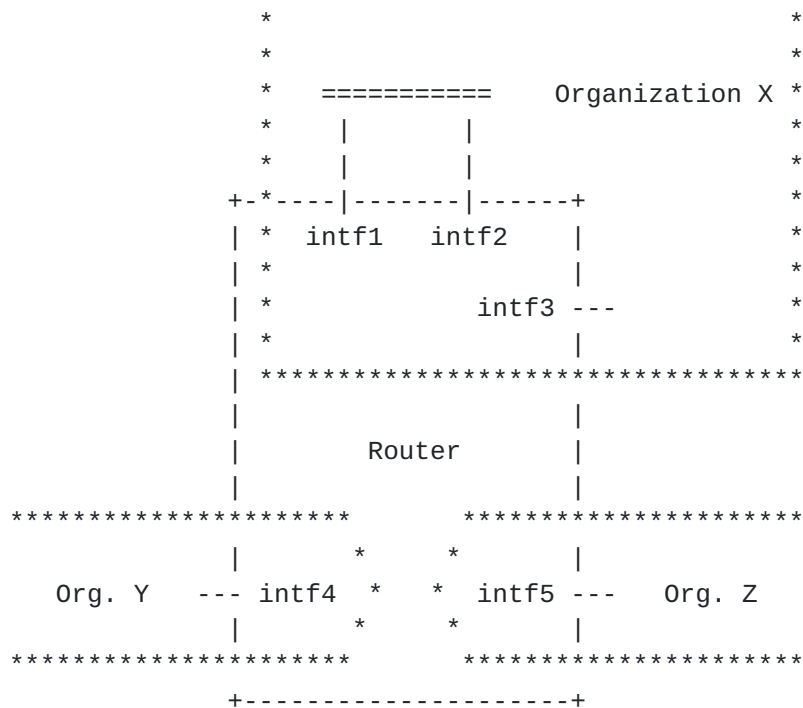 Organization X
intf1 intf2
intf3
Router
Org. Y --- intf4 intf5 --- Org. Z